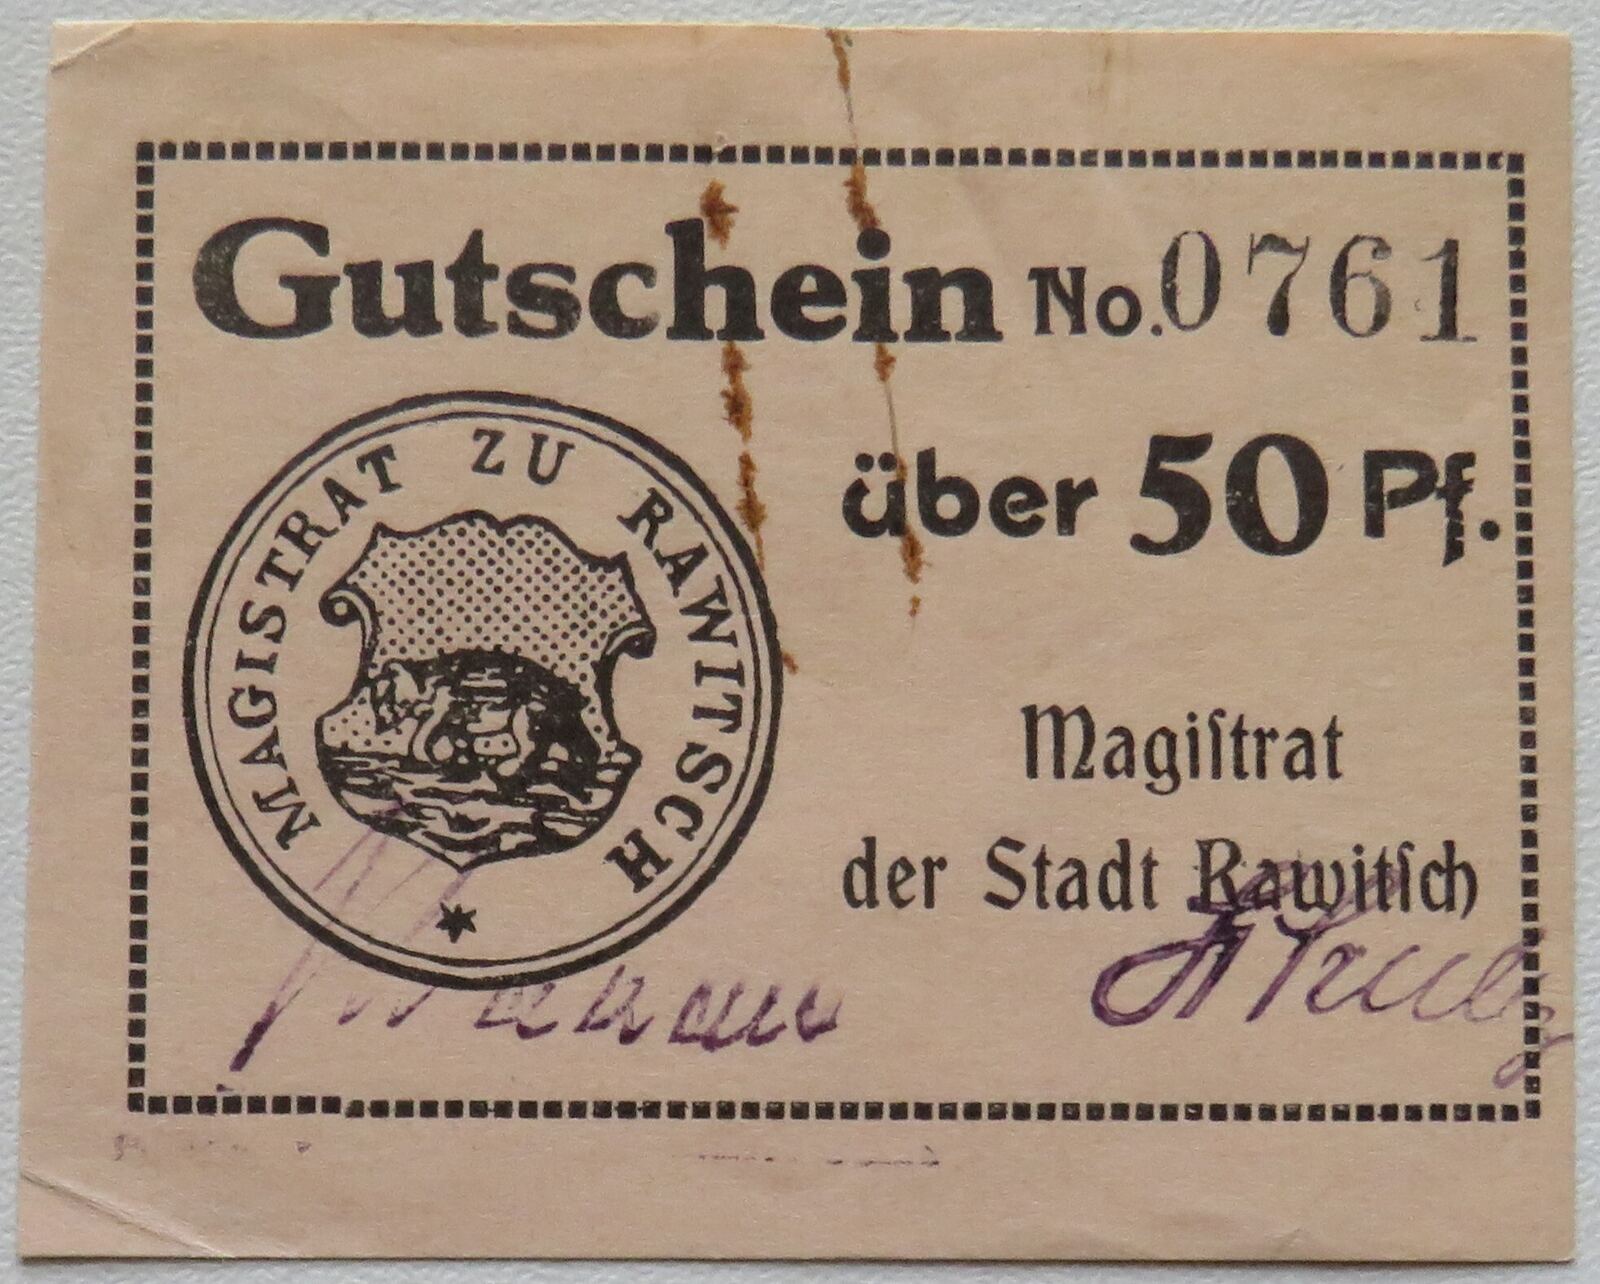 Gutschein No. 0761
MAGISTRAT ZU RAWITSCH
über 50 Pf.
Magiſtrat
der Stadt Rawitſch